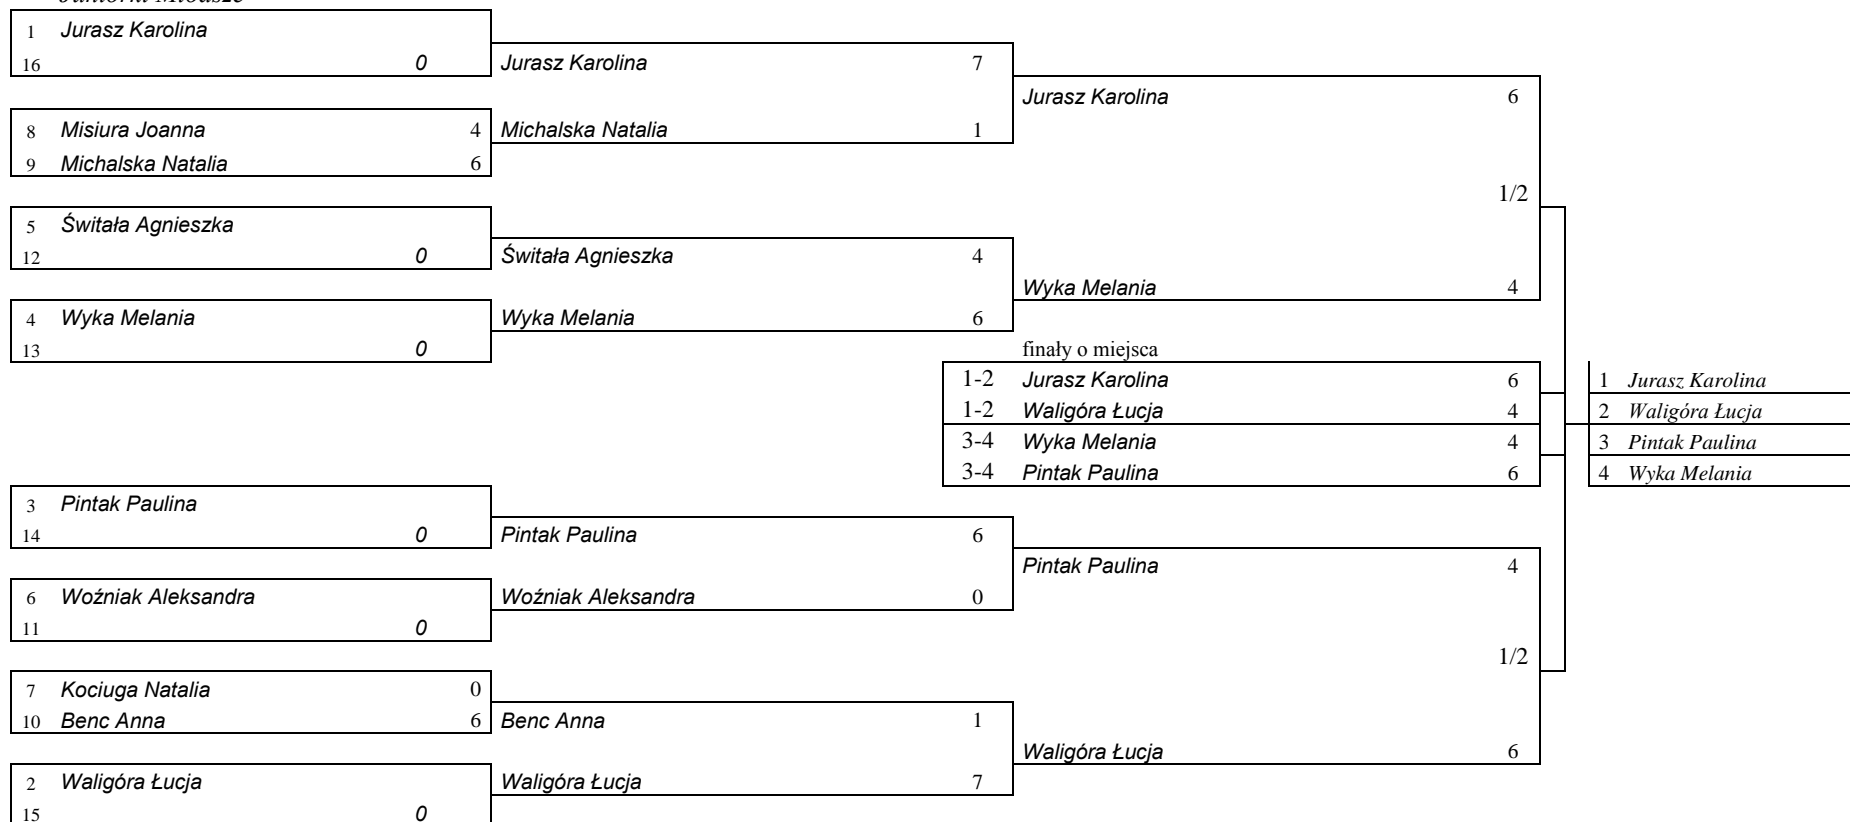 1 Jurasz Karolina
16 0
Jurasz Karolina 7
Jurasz Karolina 6
8 Misiura Joanna 4
Michalska Natalia 1
9 Michalska Natalia 6
1/2
5 Świtała Agnieszka
12 0
Świtała Agnieszka 4
Wyka Melania 4
4 Wyka Melania
Wyka Melania 6
13 0
finały o miejsca
1-2 Jurasz Karolina 6
1 Jurasz Karolina
1-2 Waligóra Łucja 4
2 Waligóra Łucja
3-4 Wyka Melania 4
3 Pintak Paulina
3-4 Pintak Paulina 6
4 Wyka Melania
3 Pintak Paulina
14 0
Pintak Paulina 6
Pintak Paulina 4
6 Woźniak Aleksandra
Woźniak Aleksandra 0
11 0
1/2
7 Kociuga Natalia 0
10 Benc Anna 6
Benc Anna 1
Waligóra Łucja 6
2 Waligóra Łucja
Waligóra Łucja 7
15 0